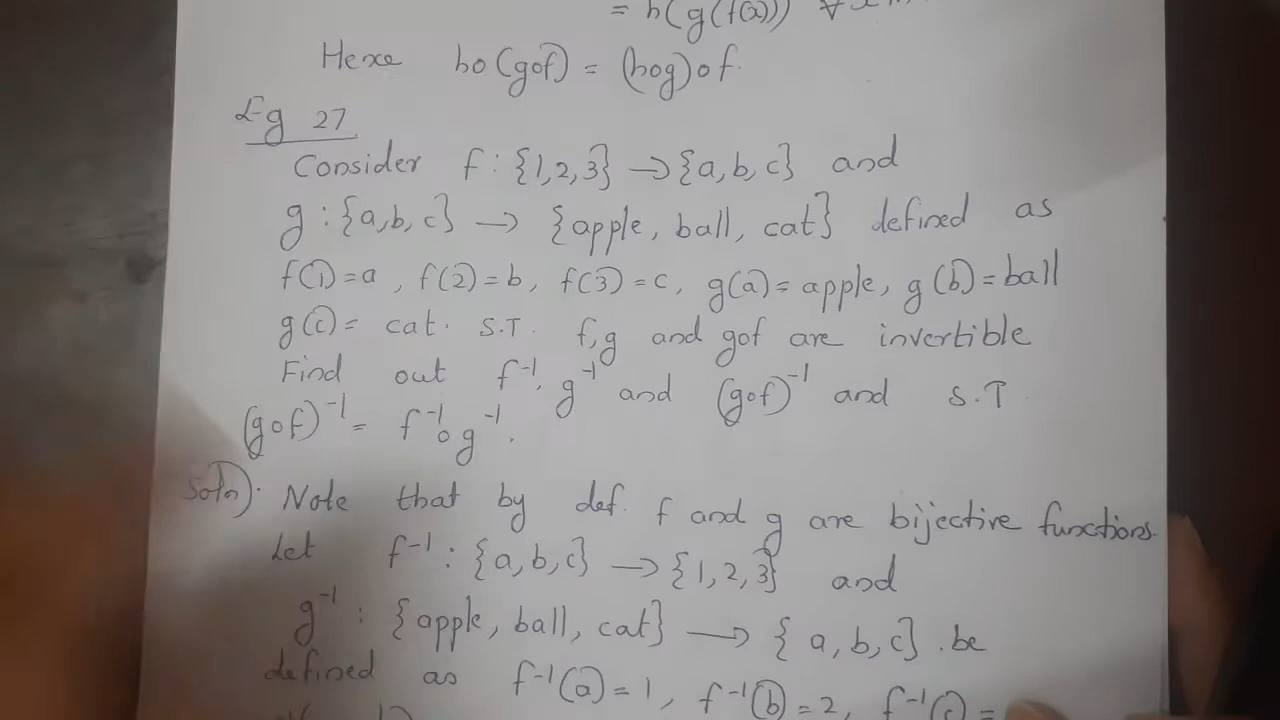 = h(g(f(x))) ∀
Hence ho(gof) = (hog)of.
Eg 27
Consider f : {1,2,3} → {a, b, c} and
g : {a,b, c} → {apple, ball, cat} defined as
f(1)=a, f(2)=b, f(3)=c, g(a)=apple, g(b)=ball
g(c)= cat. S.T. f,g and gof are invertible
Find out f⁻¹, g⁻¹ and (gof)⁻¹ and S.T
(gof)⁻¹ = f⁻¹o g⁻¹.
Soln). Note that by def. f and g are bijective functions.
Let f⁻¹ : {a, b, c} → {1, 2, 3} and
g⁻¹ : {apple, ball, cat} → { a, b, c} . be
defined as f⁻¹(a) = 1, f⁻¹(b) = 2, f⁻¹(c) =